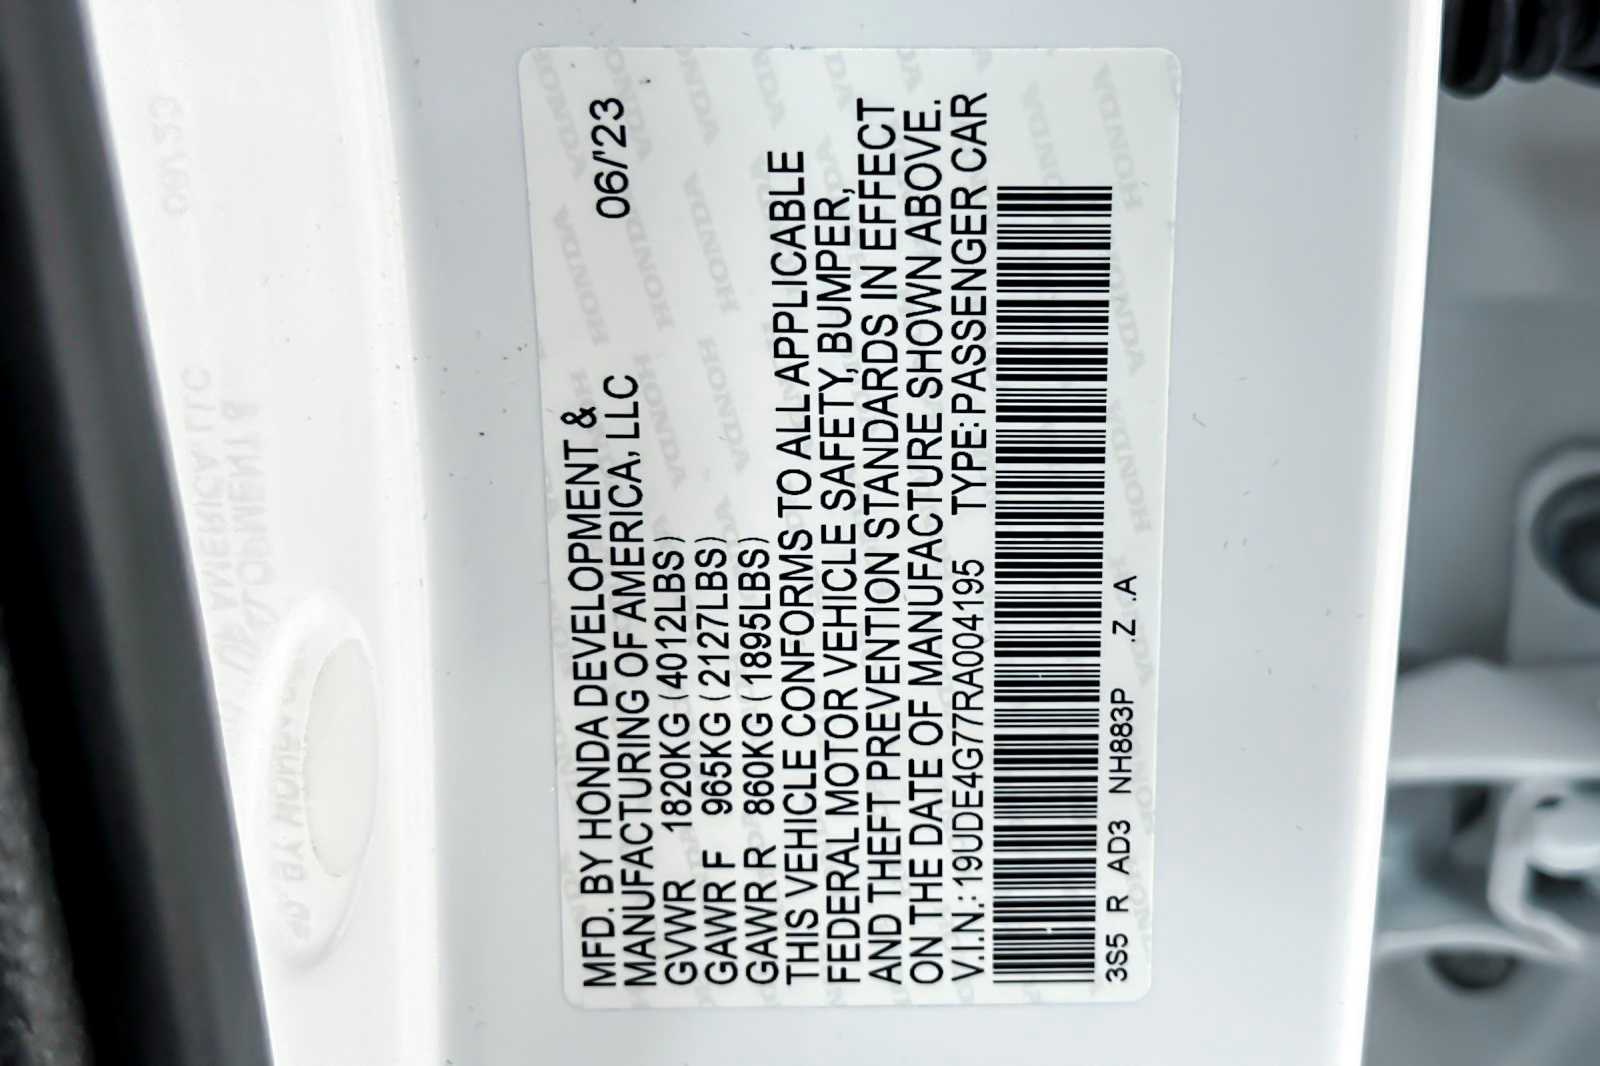 MFD. BY HONDA DEVELOPMENT &
MANUFACTURING OF AMERICA, LLC 06/'23
GVWR 1820KG (4012LBS)
GAWR F 965KG (2127LBS)
GAWR R 860KG (1895LBS)
THIS VEHICLE CONFORMS TO ALL APPLICABLE
FEDERAL MOTOR VEHICLE SAFETY, BUMPER,
AND THEFT PREVENTION STANDARDS IN EFFECT
ON THE DATE OF MANUFACTURE SHOWN ABOVE.
V.I.N.: 19UDE4G77RA004195 TYPE: PASSENGER CAR
3S5 R AD3 NH883P .Z .A